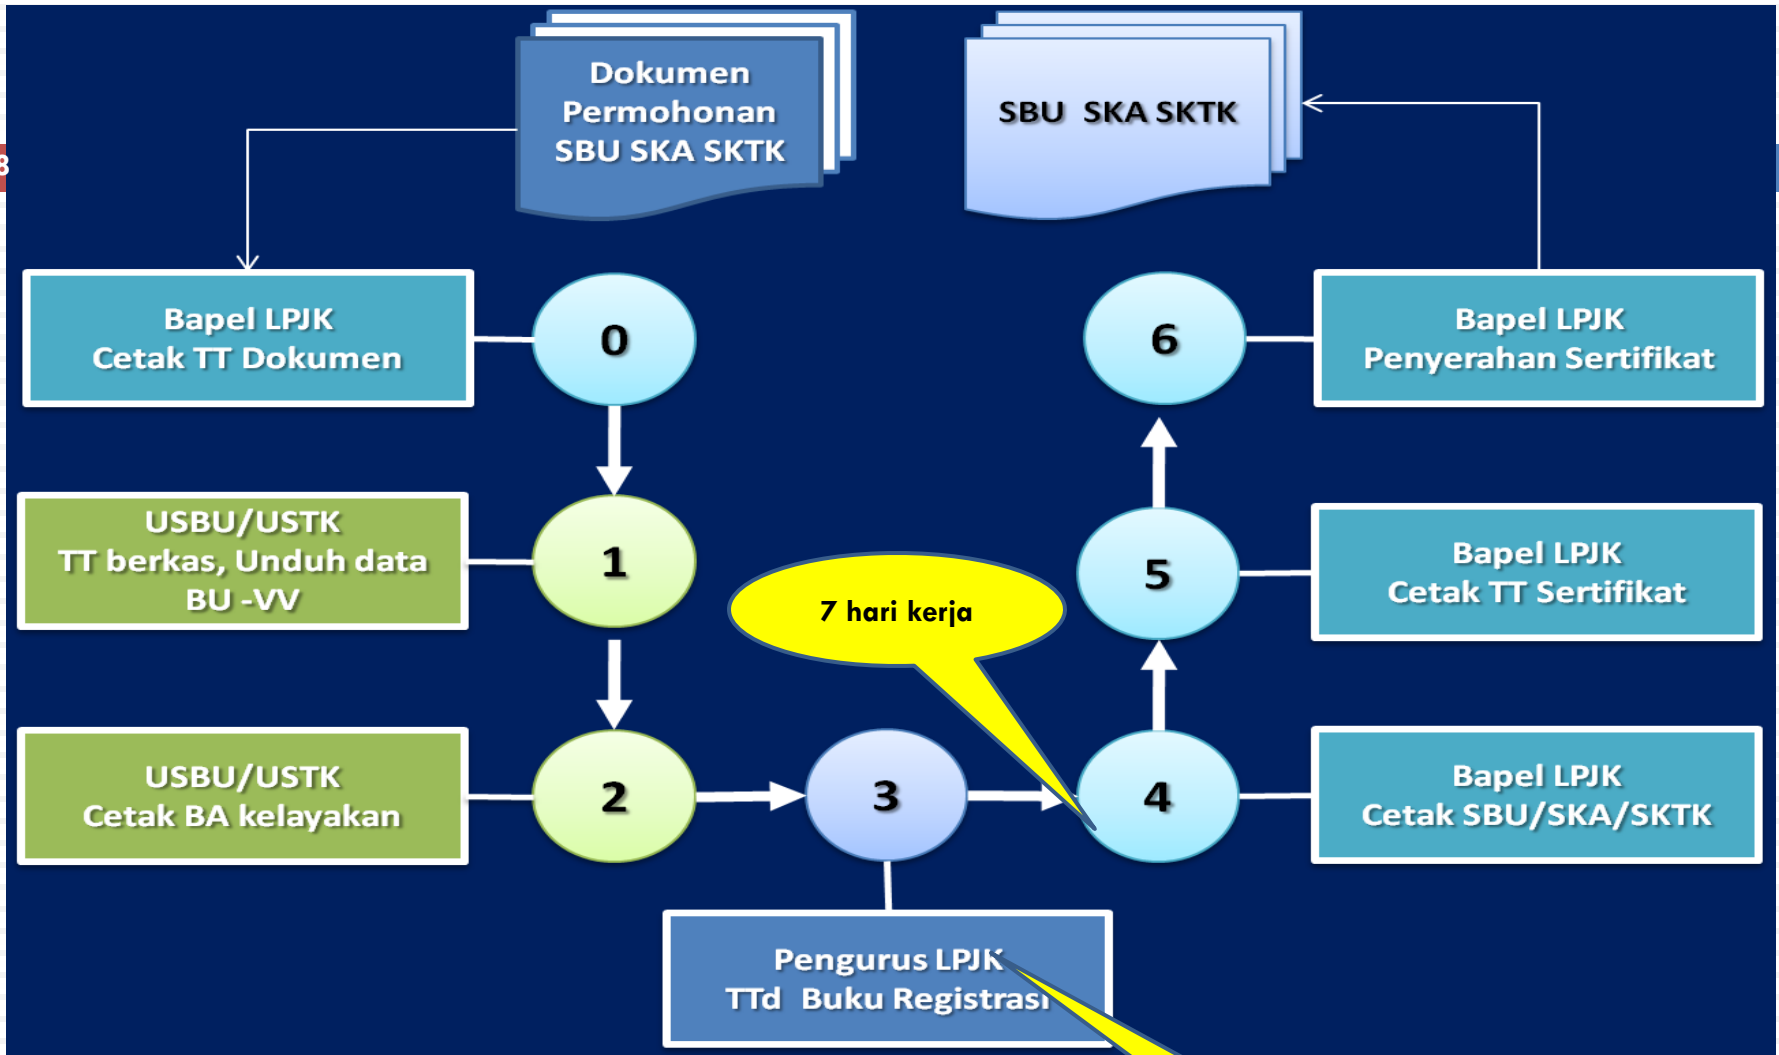 Dokumen
Permohonan
SBU SKA SKTK
SBU SKA SKTK
8
Bapel LPJK
Cetak TT Dokumen
0
6
Bapel LPJK
Penyerahan Sertifikat
USBU/USTK
TT berkas, Unduh data
BU -VV
1
7 hari kerja
5
Bapel LPJK
Cetak TT Sertifikat
USBU/USTK
Cetak BA kelayakan
2
3
4
Bapel LPJK
Cetak SBU/SKA/SKTK
Pengurus LPJK
TTd Buku Registrasi